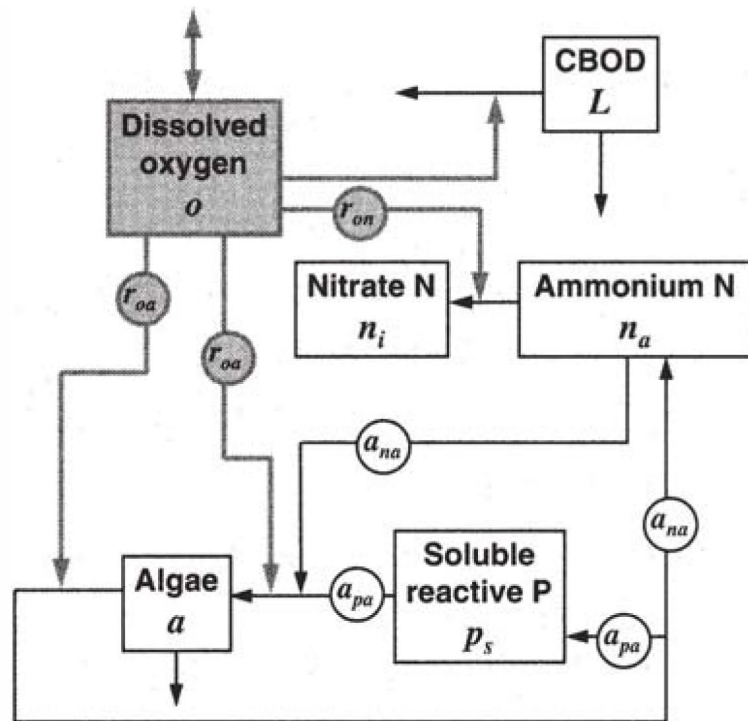 CBOD
L
Dissolved
oxygen
o
r_on
Nitrate N
n_i
Ammonium N
n_a
r_oa
r_oa
a_na
a_na
Algae
a
a_pa
Soluble
reactive P
p_s
a_pa